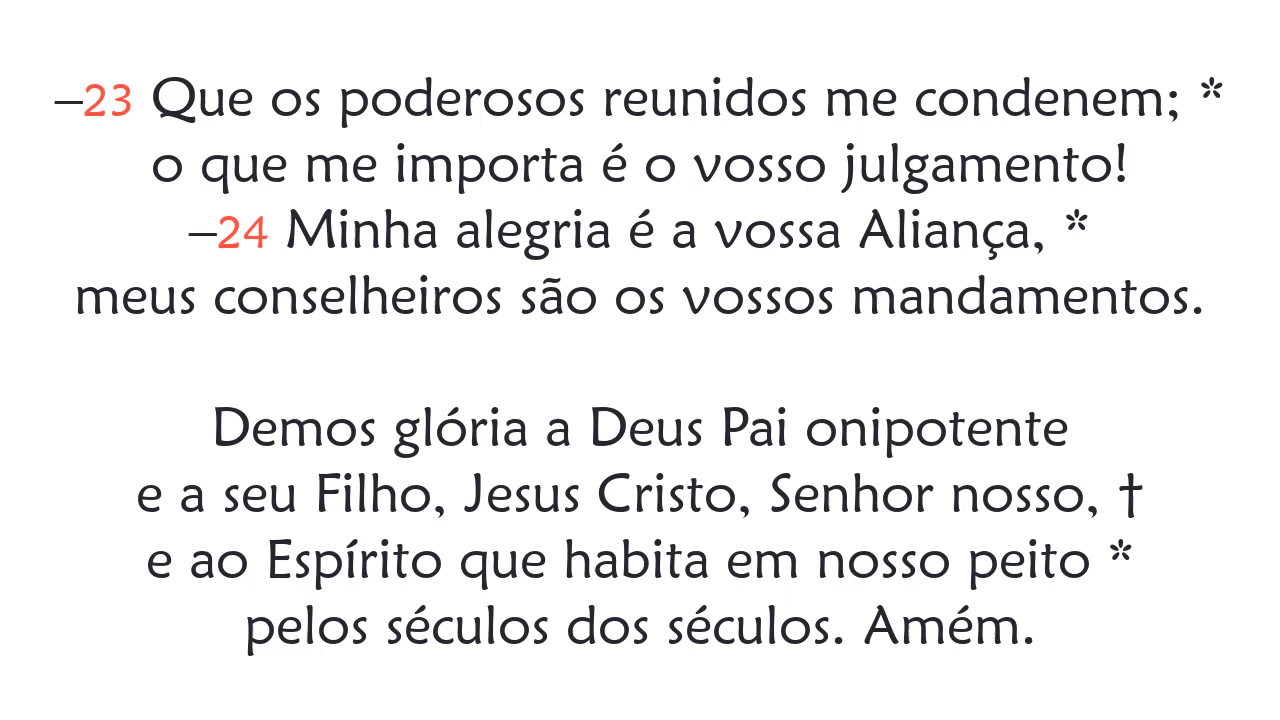 –23 Que os poderosos reunidos me condenem; *
o que me importa é o vosso julgamento!
–24 Minha alegria é a vossa Aliança, *
meus conselheiros são os vossos mandamentos.
Demos glória a Deus Pai onipotente
e a seu Filho, Jesus Cristo, Senhor nosso, †
e ao Espírito que habita em nosso peito *
pelos séculos dos séculos. Amém.